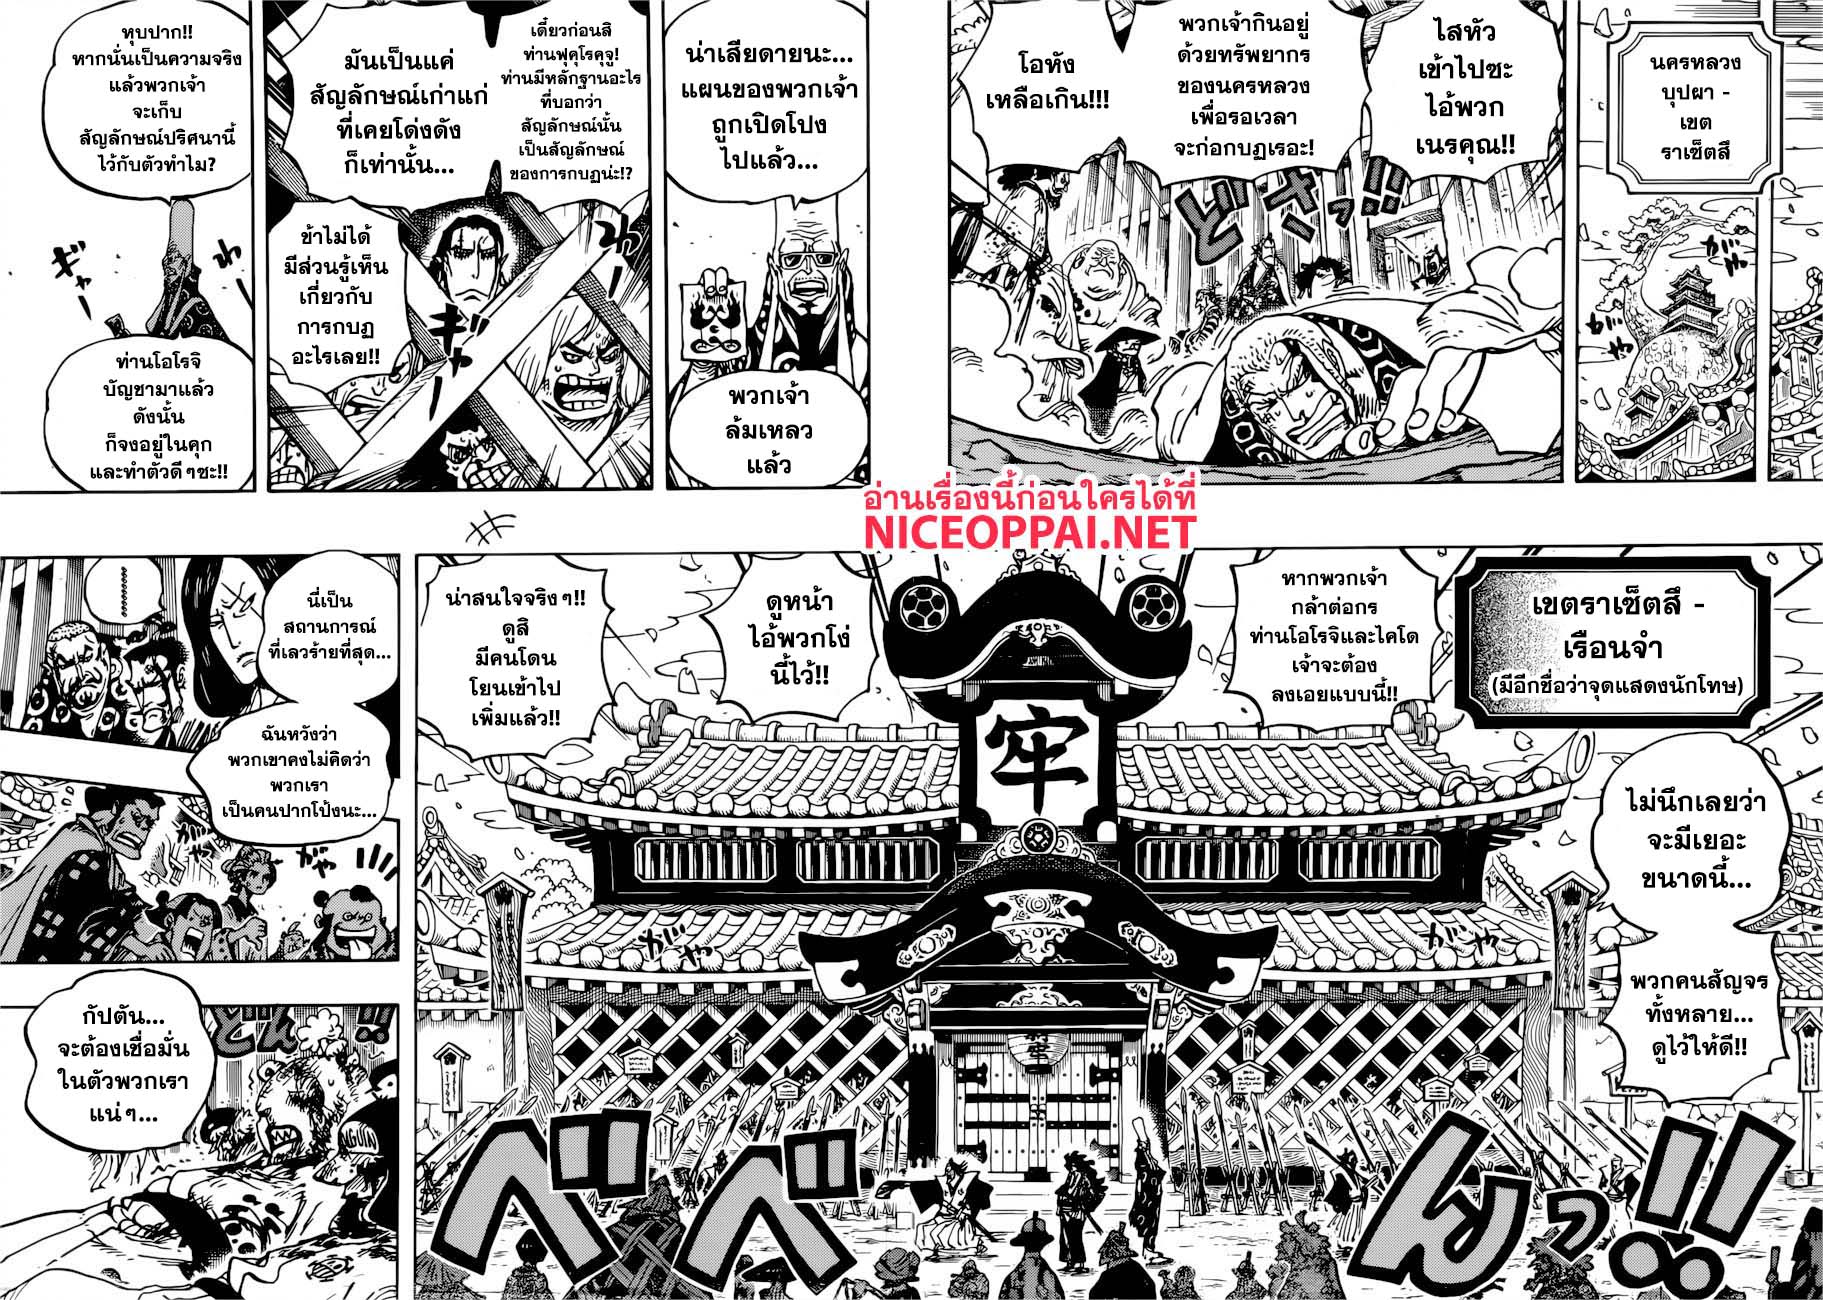 นครหลวง
บุปผา -
เขต
ราเซ็ตสึ
ไสหัว
เข้าไปซะ
ไอ้พวก
เนรคุณ!!
พวกเจ้ากินอยู่
ด้วยทรัพยากร
ของนครหลวง
เพื่อรอเวลา
จะก่อกบฏเรอะ!
โอหัง
เหลือเกิน!!!
どさっ!!
น่าเสียดายนะ...
แผนของพวกเจ้า
ถูกเปิดโปง
ไปแล้ว...
พวกเจ้า
ล้มเหลว
แล้ว
เดี๋ยวก่อนสิ
ท่านฟุคุโรคุจู!
ท่านมีหลักฐานอะไร
ที่บอกว่า
สัญลักษณ์นั้น
เป็นสัญลักษณ์
ของการกบฏน่ะ!?
มันเป็นแค่
สัญลักษณ์เก่าแก่
ที่เคยโด่งดัง
ก็เท่านั้น...
ข้าไม่ได้
มีส่วนรู้เห็น
เกี่ยวกับ
การกบฏ
อะไรเลย!!
หุบปาก!!
หากนั่นเป็นความจริง
แล้วพวกเจ้า
จะเก็บ
สัญลักษณ์ปริศนานี้
ไว้กับตัวทำไม?
ท่านโอโรจิ
บัญชามาแล้ว
ดังนั้น
ก็จงอยู่ในคุก
และทำตัวดีๆซะ!!
อ่านเรื่องนี้ก่อนใครได้ที่
NICEOPPAI.NET
เขตราเซ็ตสึ -
เรือนจำ
(มีอีกชื่อว่าจุดแสดงนักโทษ)
ไม่นึกเลยว่า
จะมีเยอะ
ขนาดนี้...
พวกคนสัญจร
ทั้งหลาย...
ดูไว้ให้ดี!!
หากพวกเจ้า
กล้าต่อกร
ท่านโอโรจิและไคโด
เจ้าจะต้อง
ลงเอยแบบนี้!!
ดูหน้า
ไอ้พวกโง่
นี้ไว้!!
น่าสนใจจริงๆ!!
ดูสิ
มีคนโดน
โยนเข้าไป
เพิ่มแล้ว!!
牢
べべんっ!!
นี่เป็น
สถานการณ์
ที่เลวร้ายที่สุด...
ฉันหวังว่า
พวกเขาคงไม่คิดว่า
พวกเรา
เป็นคนปากโป้งนะ...
กัปตัน...
จะต้องเชื่อมั่น
ในตัวพวกเรา
แน่ๆ...
どん!!